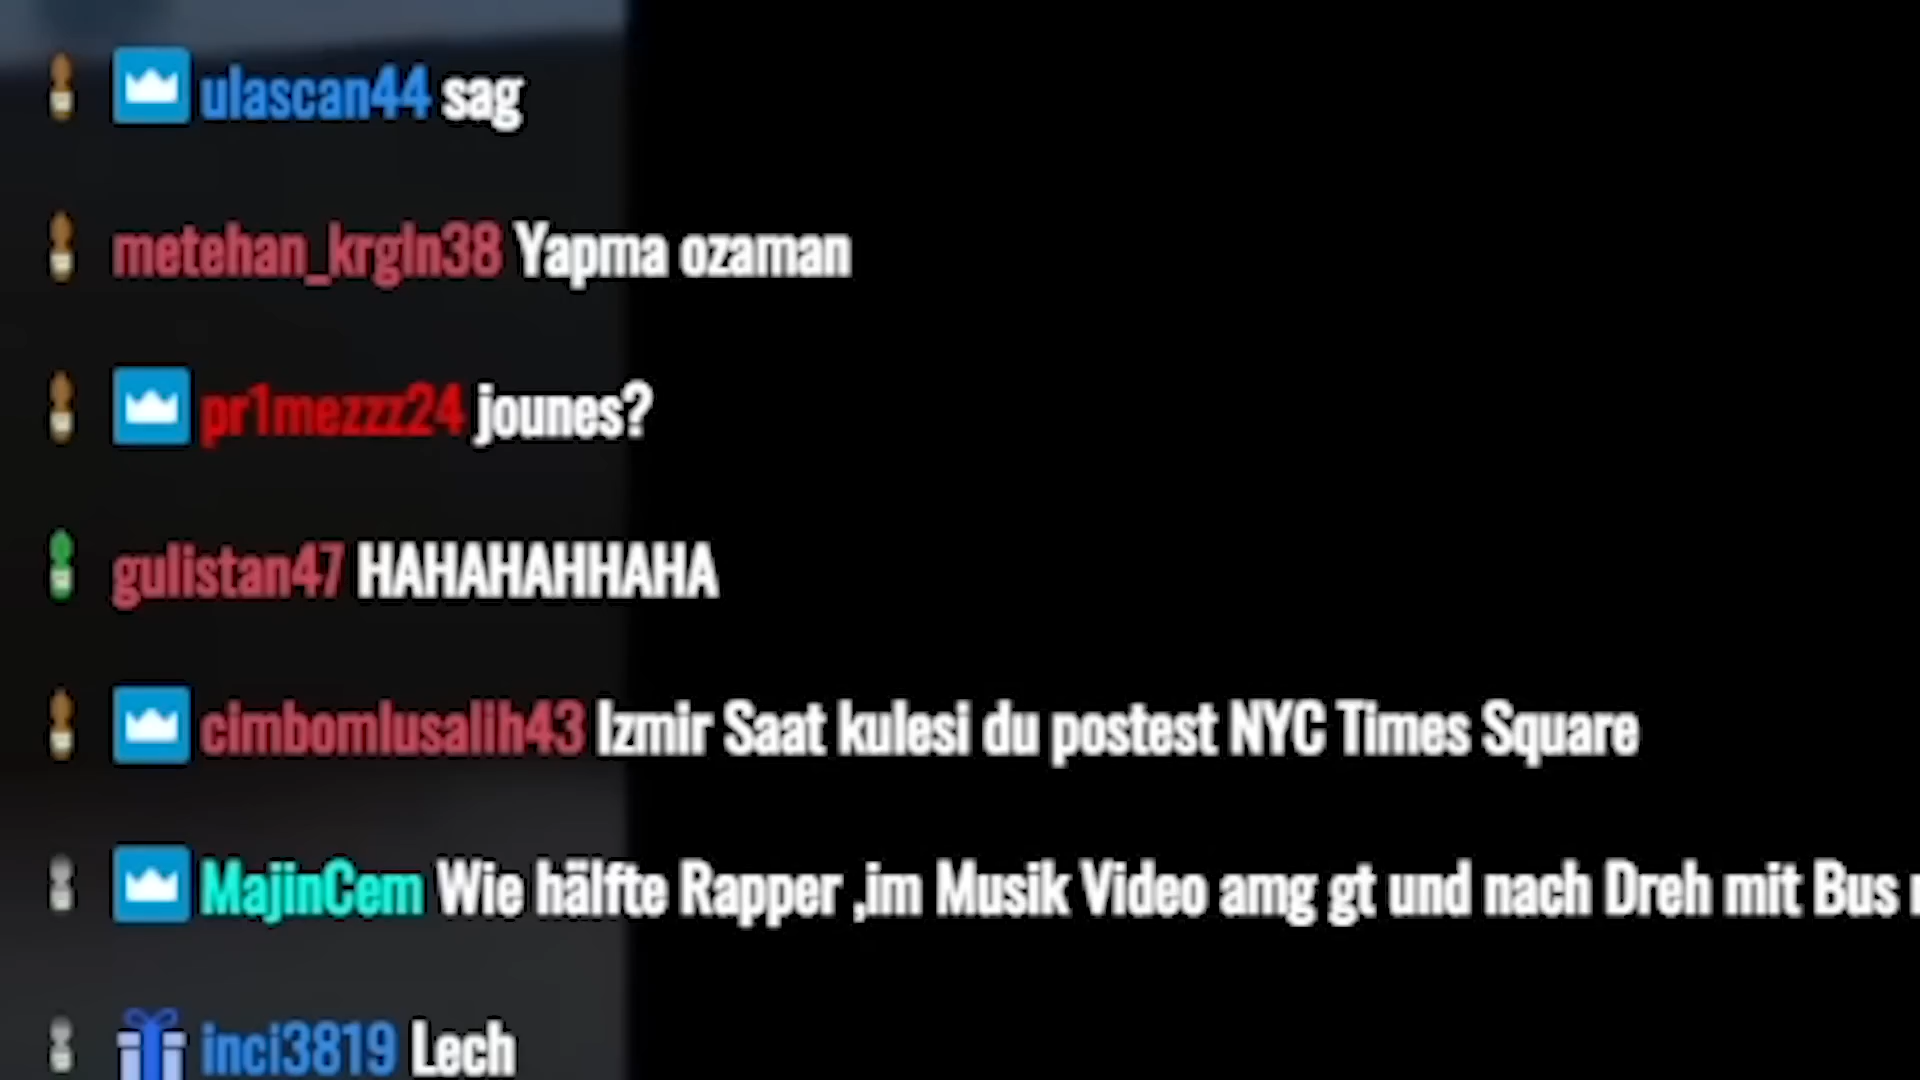 ulascan44 sag
metehan_krgln38 Yapma ozaman
pr1mezzz24 jounes?
gulistan47 HAHAHAHHAHA
cimbomlusalih43 Izmir Saat kulesi du postest NYC Times Square
MajinCem Wie hälfte Rapper ,im Musik Video amg gt und nach Dreh mit Bus
inci3819 Lech